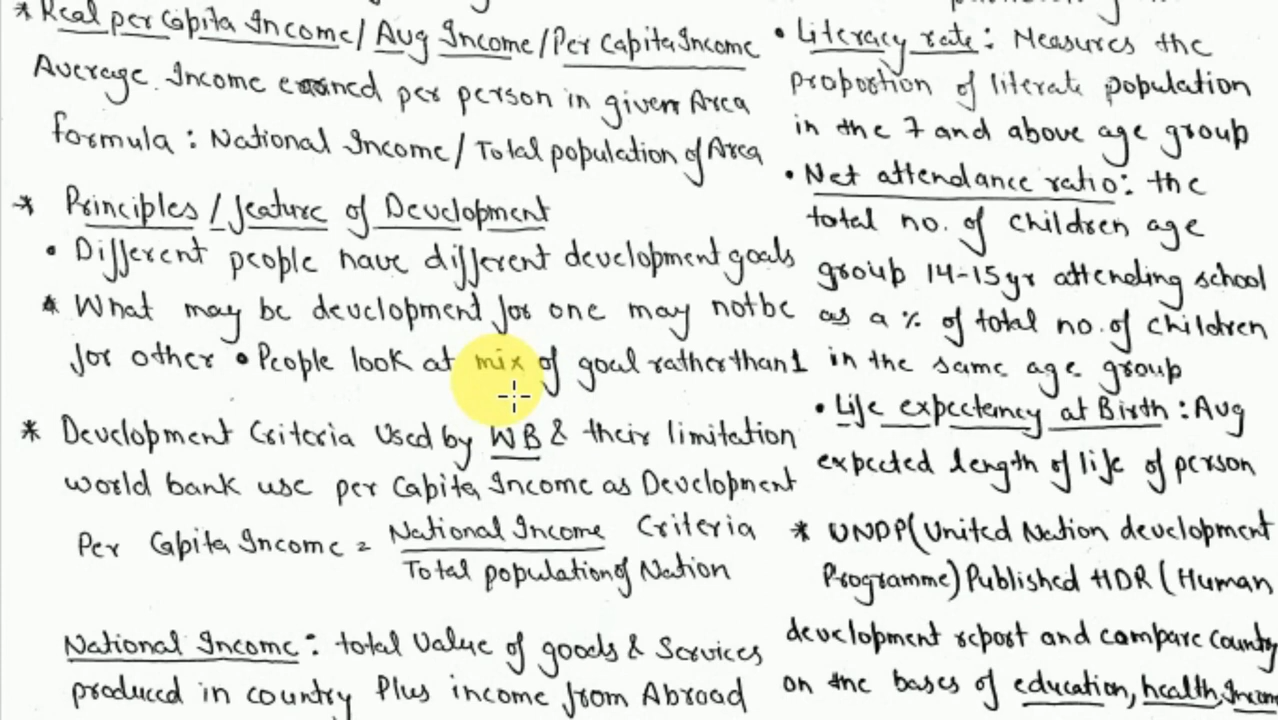 * Real per Capita Income / Aug Income / Per Capita Income
Average. Income earned per person in given Area
formula : National Income / Total population of Area
* Principles / feature of Development
• Different people have different development goals
* What may be development for one may not be
for other • People look at mix of goal rather than 1
* Development Criteria Used by WB & their limitation
world bank use per Capita Income as Development
Per Capita Income = National Income Criteria
Total population of Nation
National Income : total Value of goods & Services
produced in country Plus income from Abroad
• Literacy rate : Measures the
proportion of literate population
in the 7 and above age group
• Net attendance ratio : the
total no. of children age
group 14-15yr attending school
as a % of total no. of children
in the same age group
• Life expectency at Birth : Aug
expected length of life of person
* UNDP (United Nation development
Programme) Published HDR (Human
development report and compare country
on the bases of education, health, Incom